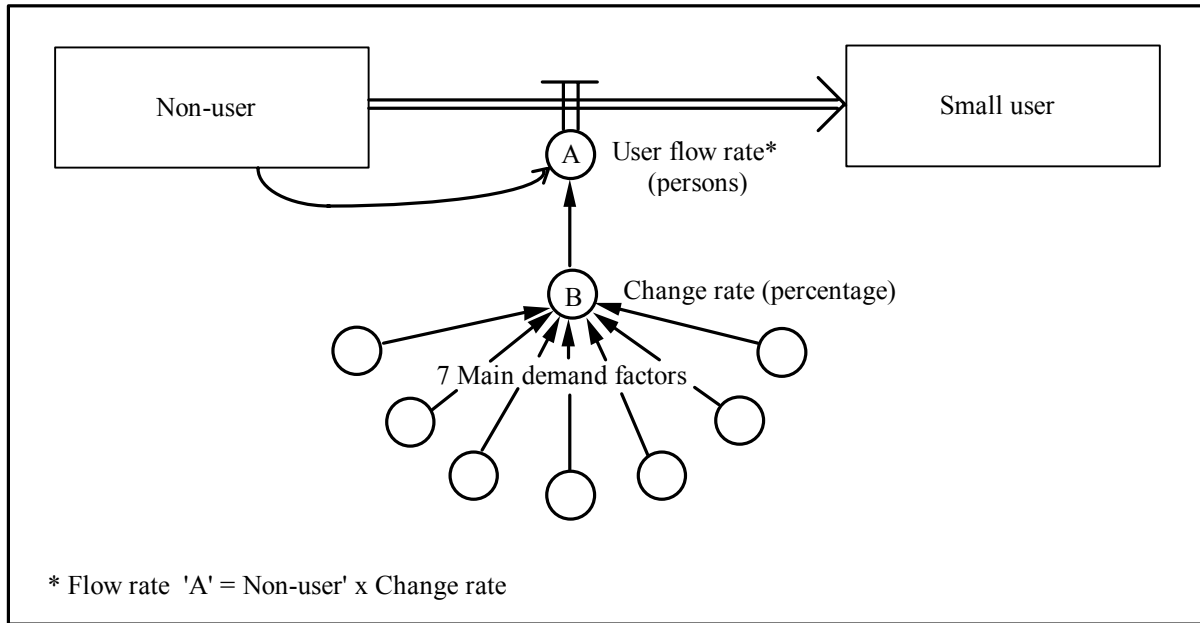 Non-user
Small user
A
User flow rate*
(persons)
B
Change rate (percentage)
7 Main demand factors
* Flow rate 'A' = Non-user' x Change rate